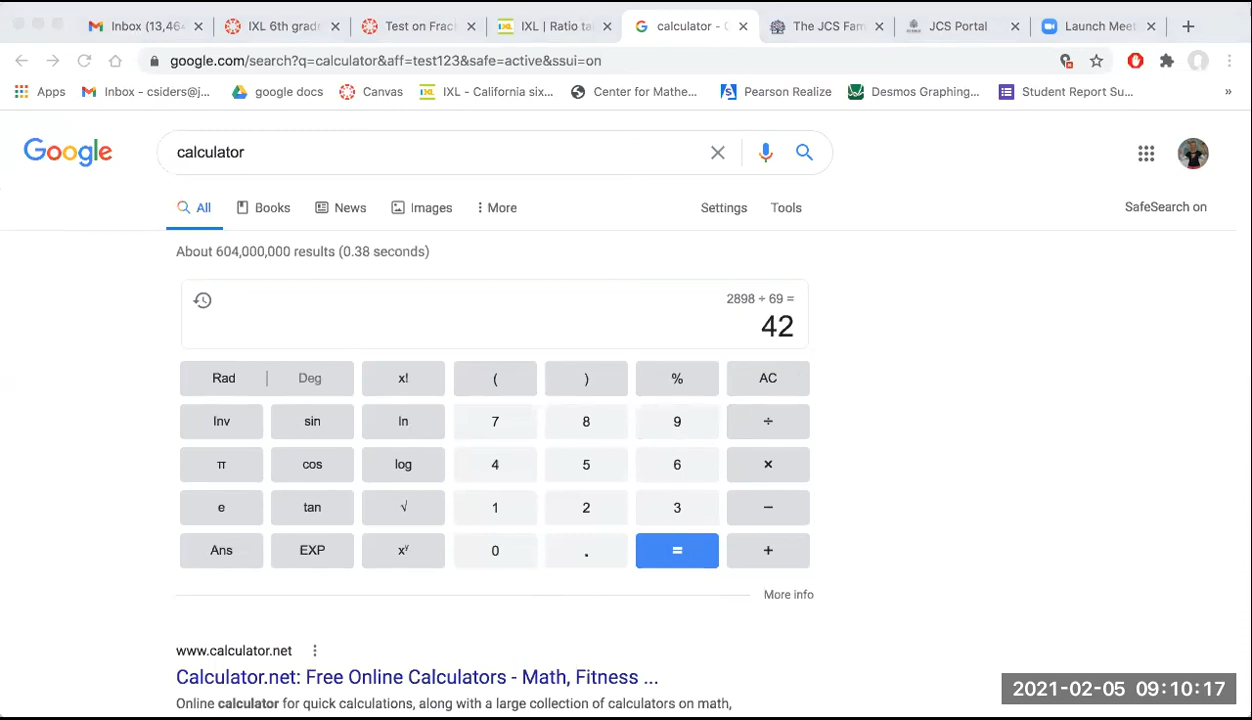 Inbox (13,464
IXL 6th grad
Test on Frac
IXL | Ratio ta
calculator - G
The JCS Fam
JCS Portal
Launch Meet
google.com/search?q=calculator&aff=test123&safe=active&ssui=on
Apps
Inbox - csiders@j...
google docs
Canvas
IXL - California six...
Center for Mathe...
Pearson Realize
Desmos Graphing...
Student Report Su...
»
Google
calculator
All
Books
News
Images
More
Settings
Tools
SafeSearch on
About 604,000,000 results (0.38 seconds)
2898 ÷ 69 =
42
Rad | Deg x! ( ) % AC
Inv sin ln 7 8 9 ÷
π cos log 4 5 6 ×
e tan √ 1 2 3 −
Ans EXP xʸ 0 . = +
More info
www.calculator.net
Calculator.net: Free Online Calculators - Math, Fitness ...
Online calculator for quick calculations, along with a large collection of calculators on math,
2021-02-05 09:10:17